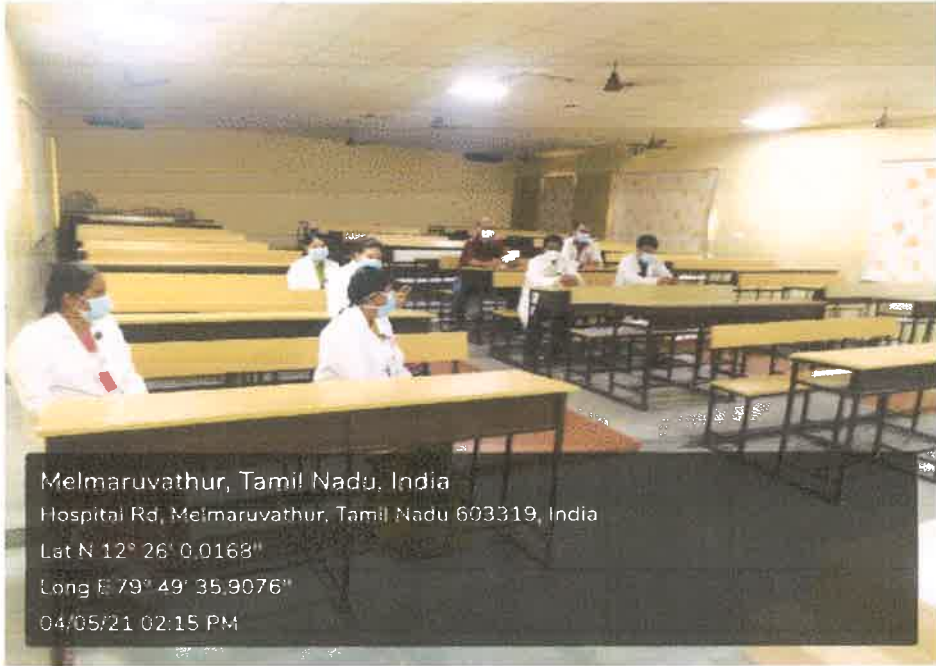 Melmaruvathur, Tamil Nadu, India
Hospital Rd, Melmaruvathur, Tamil Nadu 603319, India
Lat N 12° 26' 0.0168"
Long E 79° 49' 35.9076"
04/05/21 02:15 PM